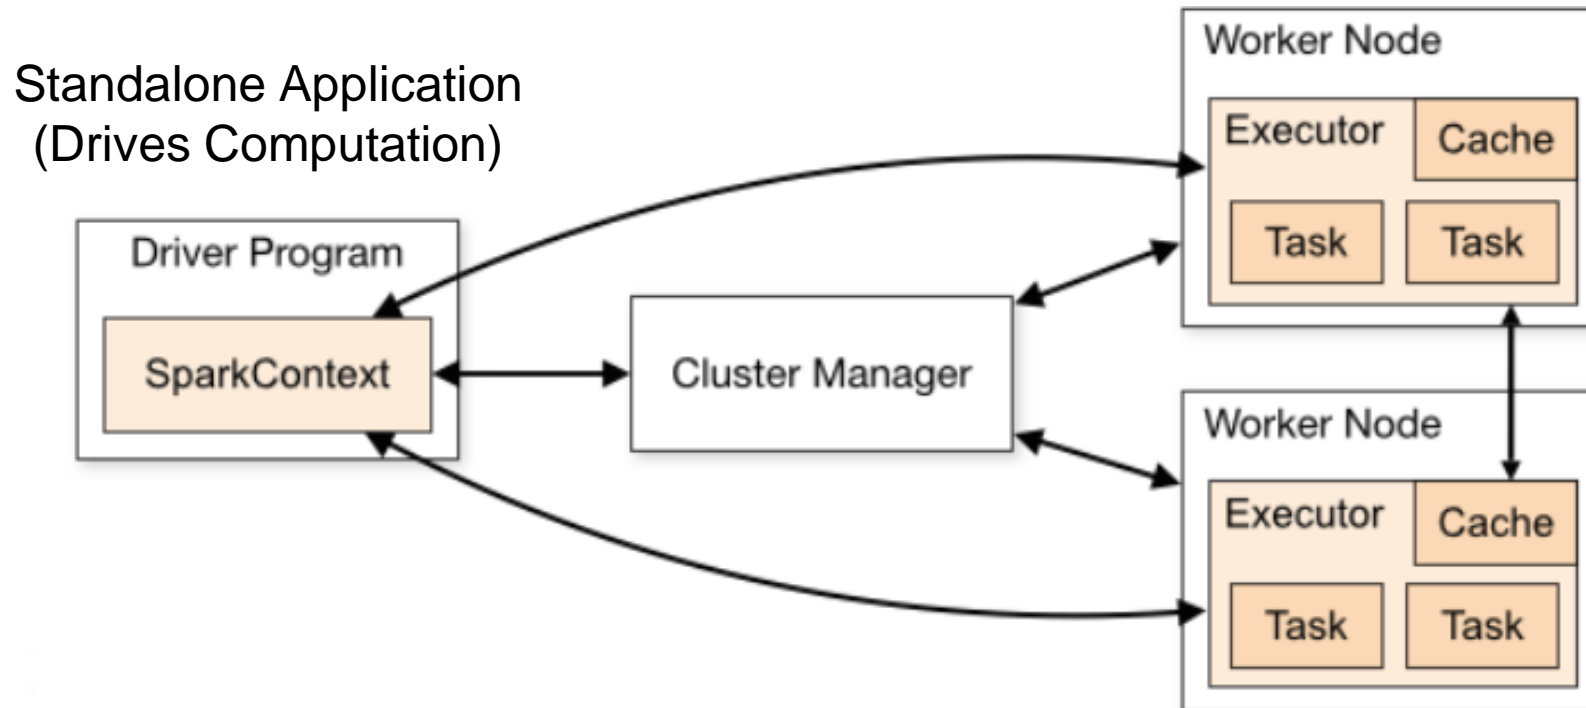 Standalone Application
(Drives Computation)
Driver Program
SparkContext
Cluster Manager
Worker Node
Executor
Cache
Task
Task
Worker Node
Executor
Cache
Task
Task